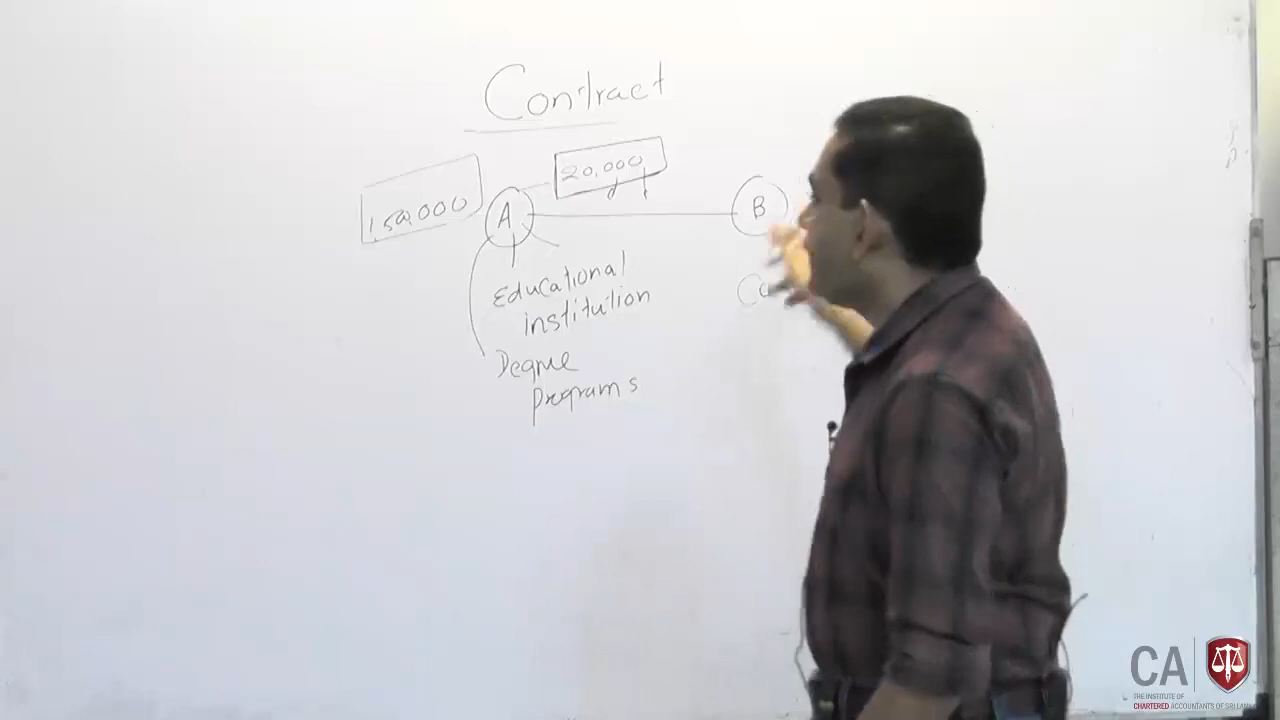 Contract
20,000
150,000
A
B
Educational
institution
Degree
programs
CA
THE INSTITUTE OF
CHARTERED ACCOUNTANTS OF SRI LANKA